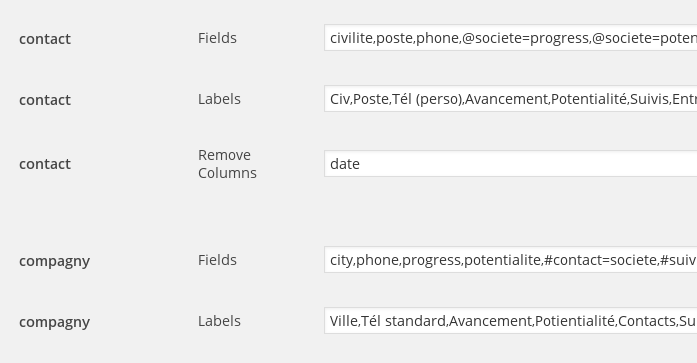 contact Fields civilite,poste,phone,@societe=progress,@societe=poten
contact Labels Civ,Poste,Tél (perso),Avancement,Potentialité,Suivis,Entr
contact Remove Columns date
compagny Fields city,phone,progress,potentialite,#contact=societe,#suiv
compagny Labels Ville,Tél standard,Avancement,Potientialité,Contacts,Su